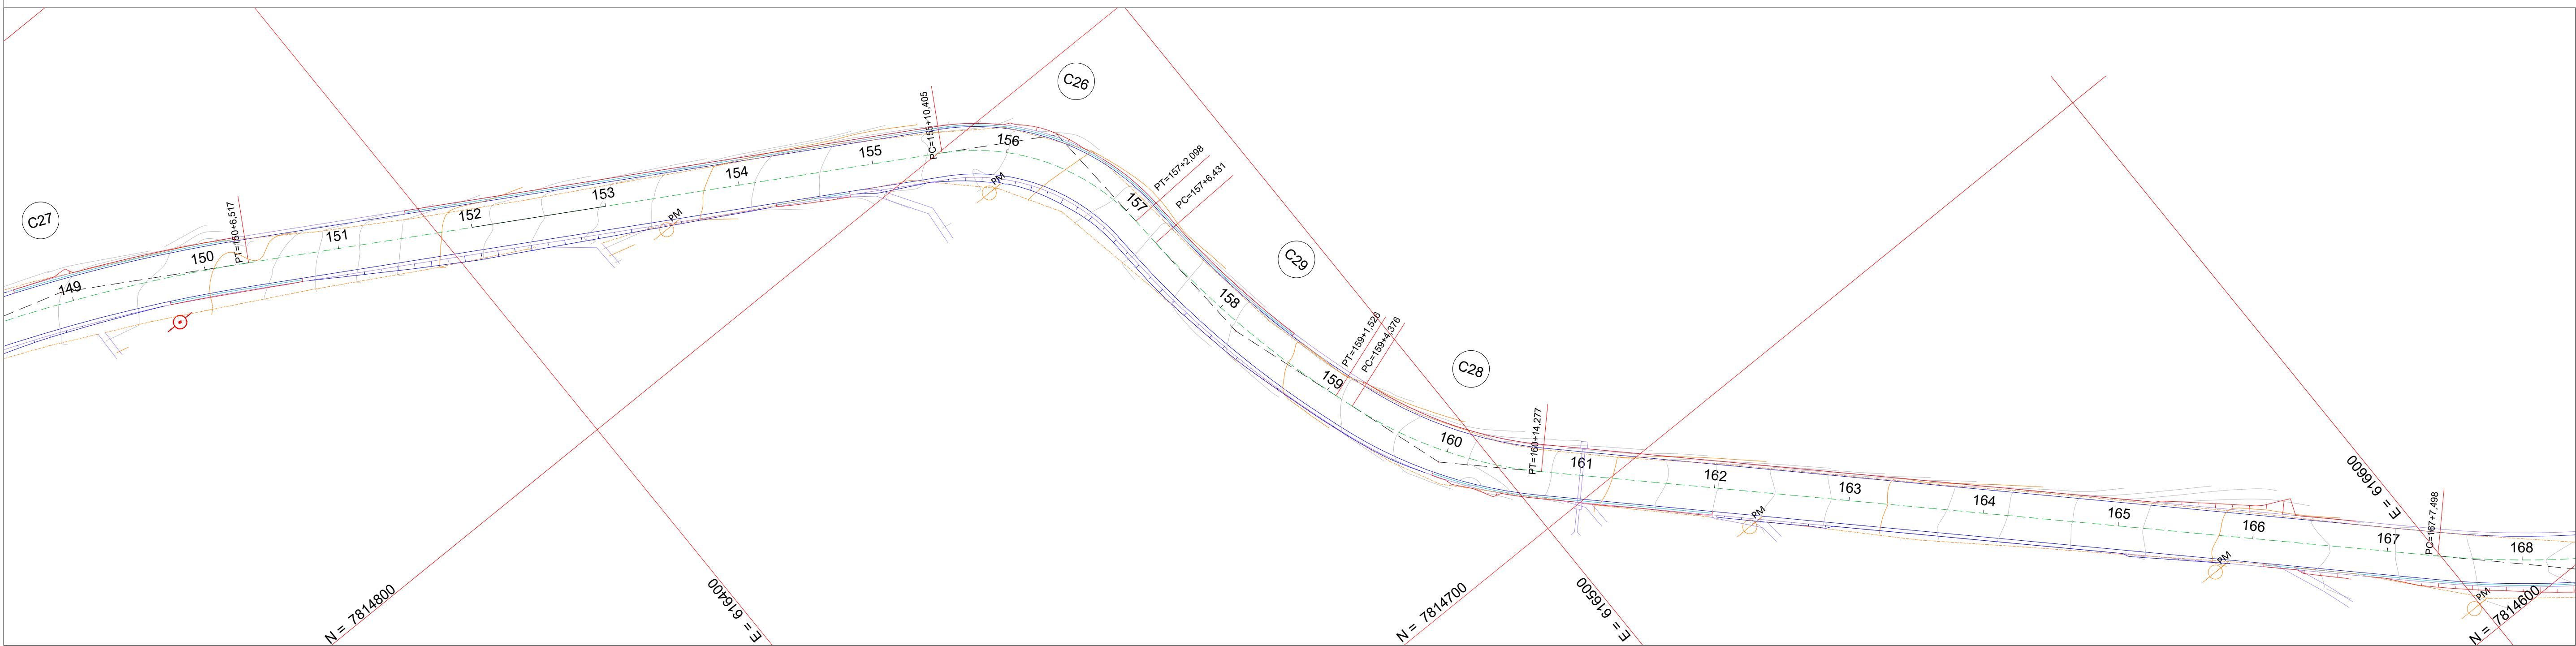 C27
149
150
PT=150+6,517
151
152
153
PM
154
155
PC=155+10,405
156
PM
C26
157
PT=157+2,098
PC=157+6,431
158
C29
159
PT=159+1,526
PC=159+4,376
C28
160
PT=160+14,277
161
162
PM
163
164
165
166
PM
167
PC=167+7,498
168
PM
E = 616600
N = 7814800
E = 616400
N = 7814700
E = 616500
N = 7814600